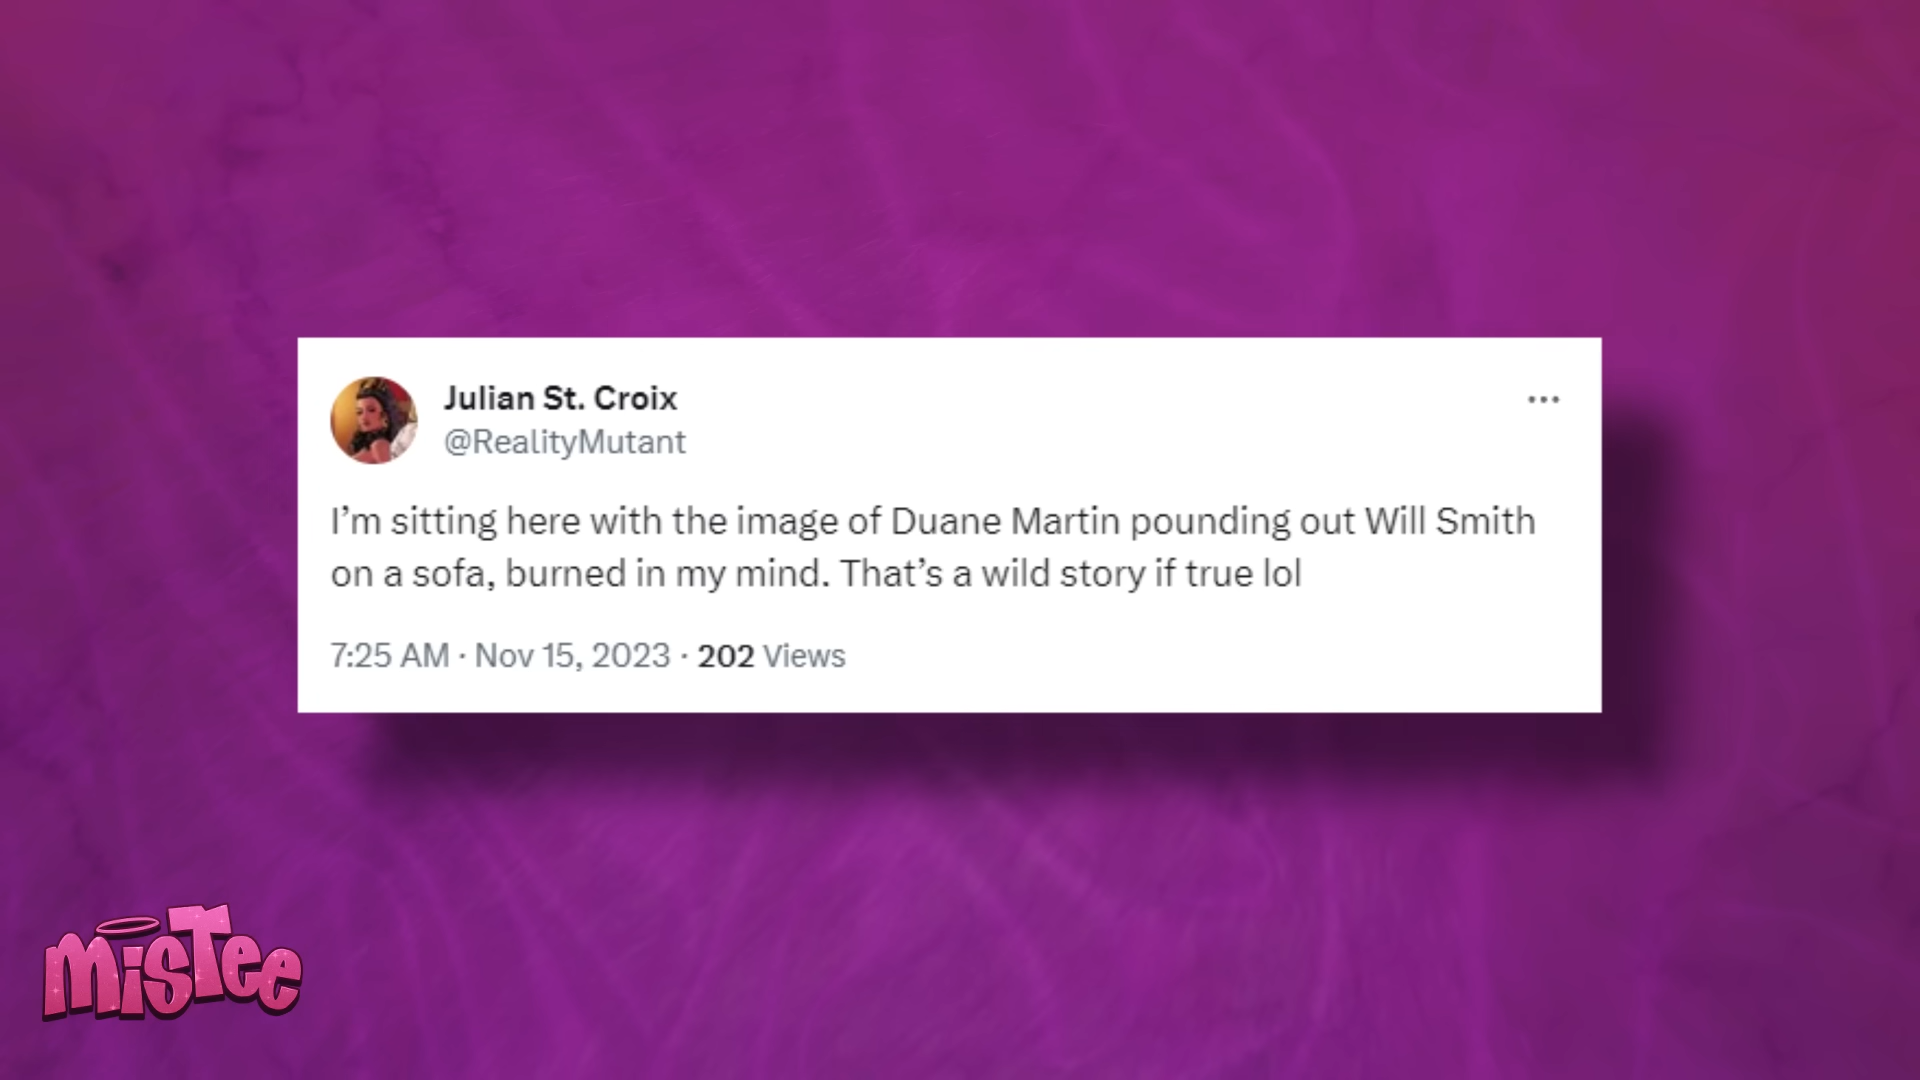 Julian St. Croix
@RealityMutant
I’m sitting here with the image of Duane Martin pounding out Will Smith
on a sofa, burned in my mind. That’s a wild story if true lol
7:25 AM · Nov 15, 2023 · 202 Views
misTee